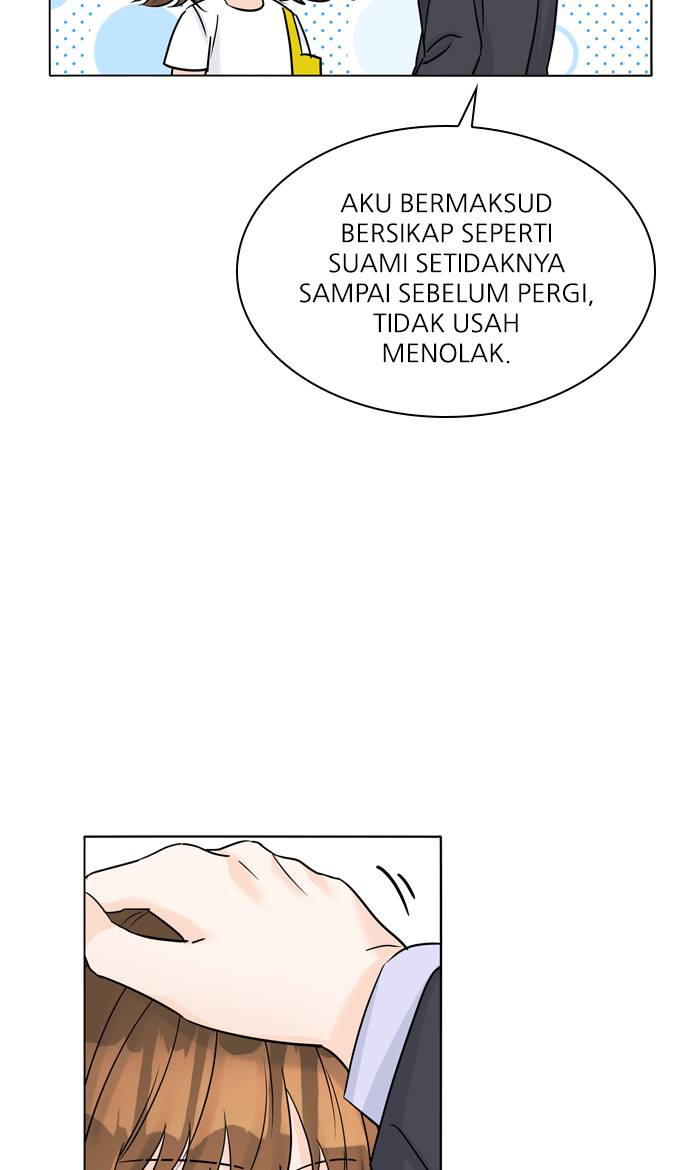 AKU BERMAKSUD
BERSIKAP SEPERTI
SUAMI SETIDAKNYA
SAMPAI SEBELUM PERGI,
TIDAK USAH
MENOLAK.